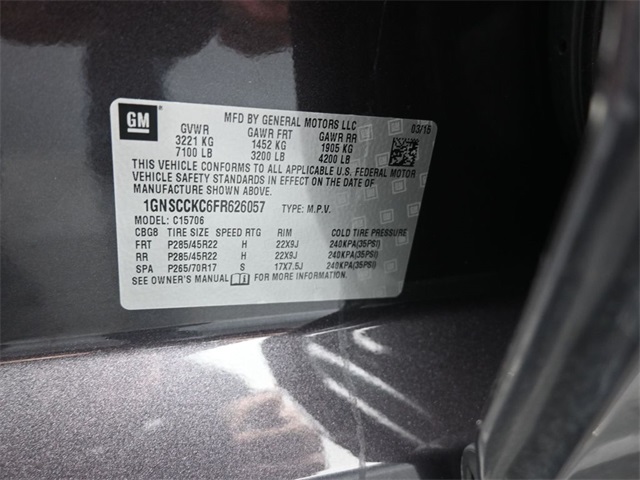 GM
MFD BY GENERAL MOTORS LLC
03/15
GVWR GAWR FRT GAWR RR
3221 KG 1452 KG 1905 KG
7100 LB 3200 LB 4200 LB
THIS VEHICLE CONFORMS TO ALL APPLICABLE U.S. FEDERAL MOTOR
VEHICLE SAFETY STANDARDS IN EFFECT ON THE DATE OF
MANUFACTURE SHOWN ABOVE.
1GNSCCKC6FR626057 TYPE: M.P.V.
MODEL: C15706
CBG8 TIRE SIZE SPEED RTG RIM COLD TIRE PRESSURE
FRT P285/45R22 H 22X9J 240KPA(35PSI)
RR P285/45R22 H 22X9J 240KPA(35PSI)
SPA P265/70R17 S 17X7.5J 240KPA(35PSI)
SEE OWNER'S MANUAL FOR MORE INFORMATION.